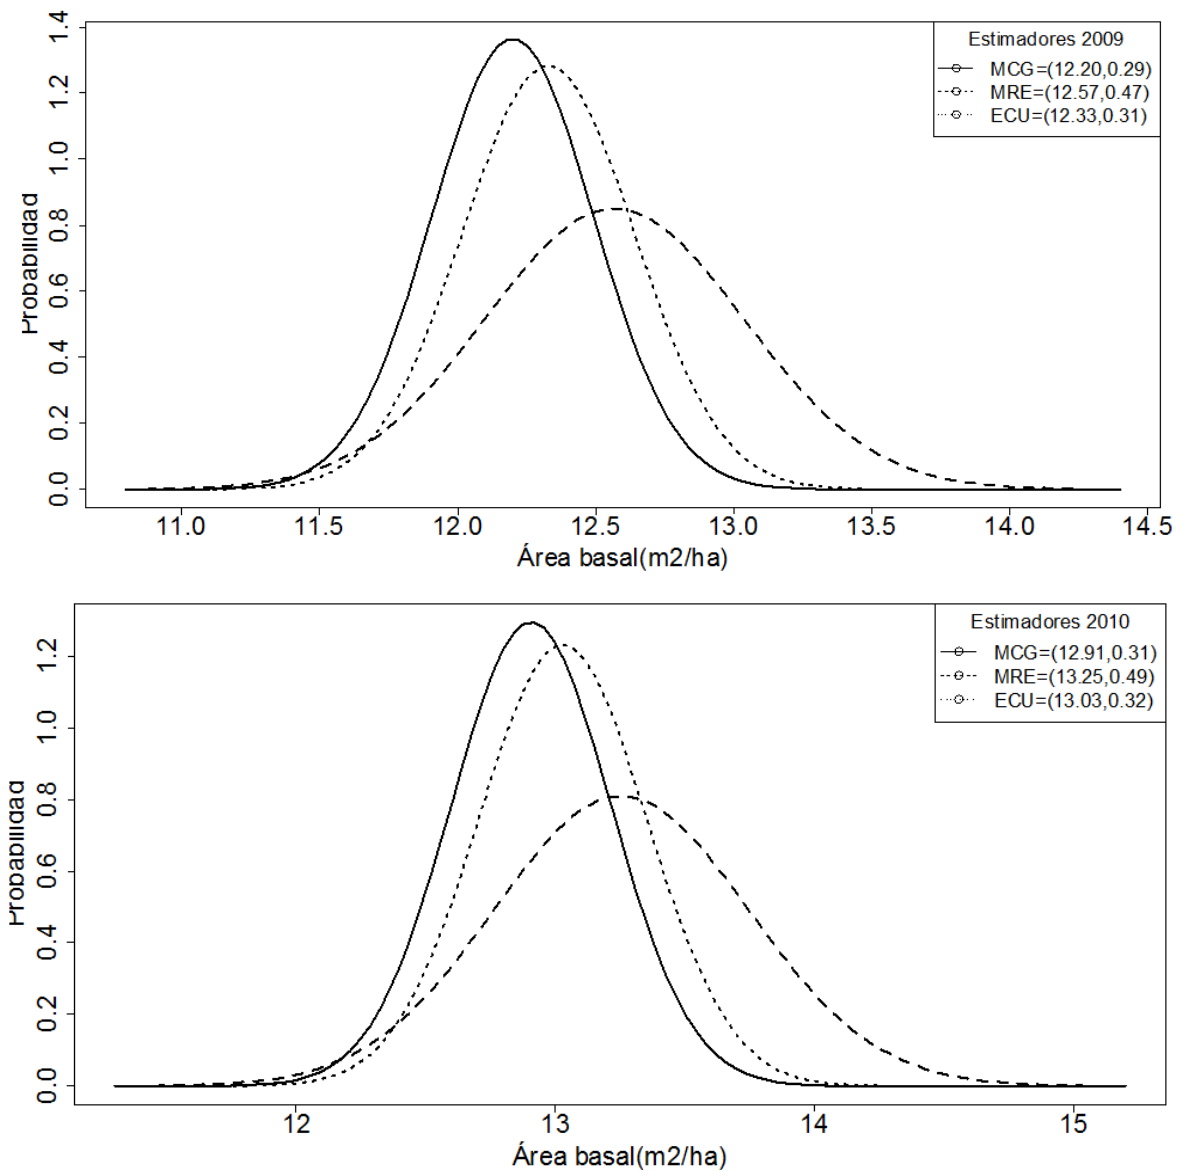 Estimadores 2009
MCG=(12.20,0.29)
MRE=(12.57,0.47)
ECU=(12.33,0.31)
Probabilidad
1.4
1.2
1.0
0.8
0.6
0.4
0.2
0.0
11.0 11.5 12.0 12.5 13.0 13.5 14.0 14.5
Área basal(m2/ha)
Estimadores 2010
MCG=(12.91,0.31)
MRE=(13.25,0.49)
ECU=(13.03,0.32)
Probabilidad
1.2
1.0
0.8
0.6
0.4
0.2
0.0
12 13 14 15
Área basal(m2/ha)